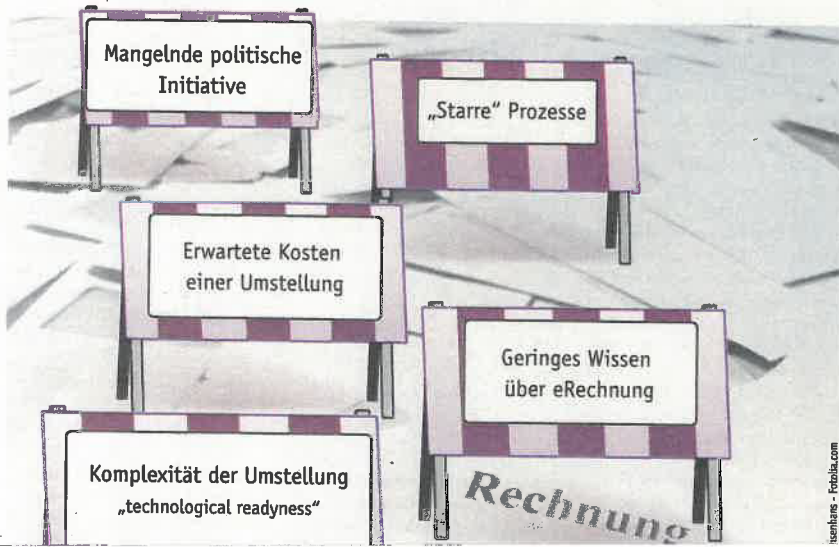 Mangelnde politische
Initiative
„Starre“ Prozesse
Erwartete Kosten
einer Umstellung
Geringes Wissen
über eRechnung
Komplexität der Umstellung
„technological readyness“
Rechnung
- Fotolia.com